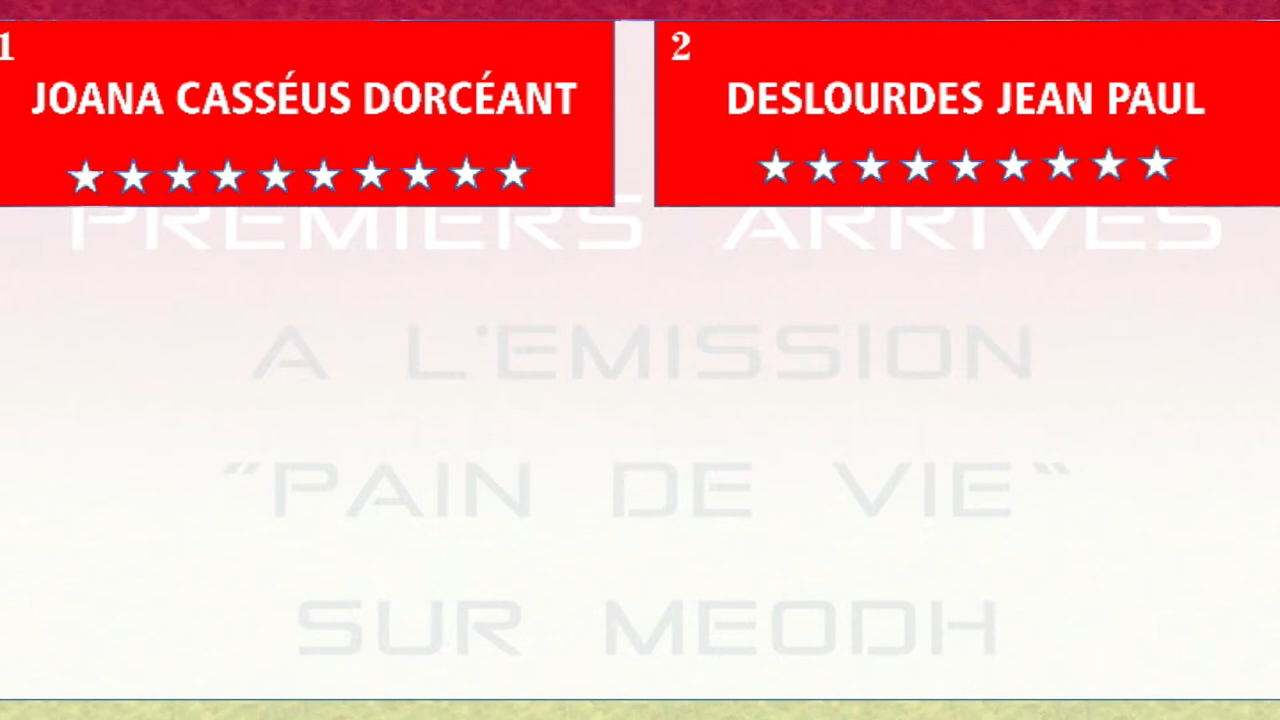 1
JOANA CASSÉUS DORCÉANT
2
DESLOURDES JEAN PAUL
PREMIERS ARRIVES
A L'EMISSION
“PAIN DE VIE“
SUR MEODH